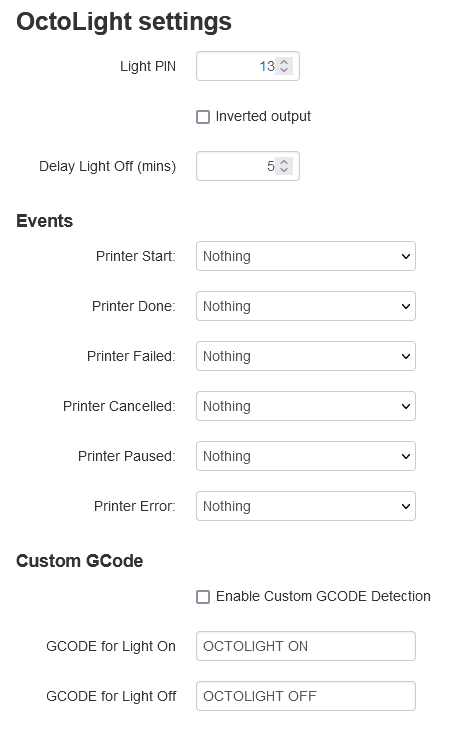 OctoLight settings
Light PIN 13
Inverted output
Delay Light Off (mins) 5
Events
Printer Start: Nothing
Printer Done: Nothing
Printer Failed: Nothing
Printer Cancelled: Nothing
Printer Paused: Nothing
Printer Error: Nothing
Custom GCode
Enable Custom GCODE Detection
GCODE for Light On OCTOLIGHT ON
GCODE for Light Off OCTOLIGHT OFF